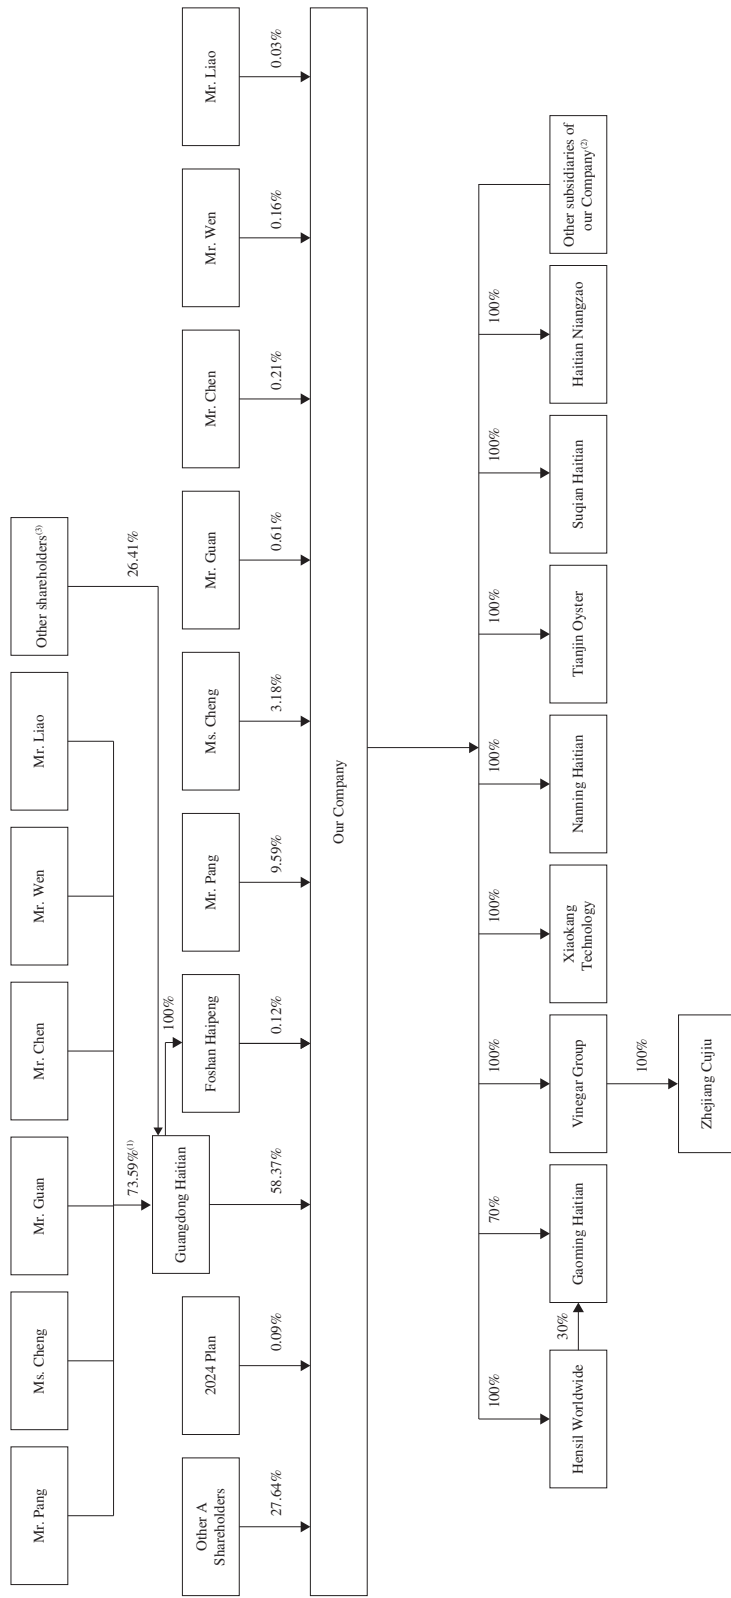 Mr. Pang
Ms. Cheng
Mr. Guan
Mr. Chen
Mr. Wen
Mr. Liao
Other shareholders(3)
73.59%(1)
26.41%
Guangdong Haitian
100%
Other A
Shareholders
2024 Plan
Foshan Haipeng
Mr. Pang
Ms. Cheng
Mr. Guan
Mr. Chen
Mr. Wen
Mr. Liao
27.64%
0.09%
58.37%
0.12%
9.59%
3.18%
0.61%
0.21%
0.16%
0.03%
Our Company
100%
70%
100%
100%
100%
100%
100%
100%
Hensil Worldwide
30%
Gaoming Haitian
Vinegar Group
Xiaokang
Technology
Nanning Haitian
Tianjin Oyster
Suqian Haitian
Haitian Niangzao
Other subsidiaries of
our Company(2)
100%
Zhejiang Cujiu